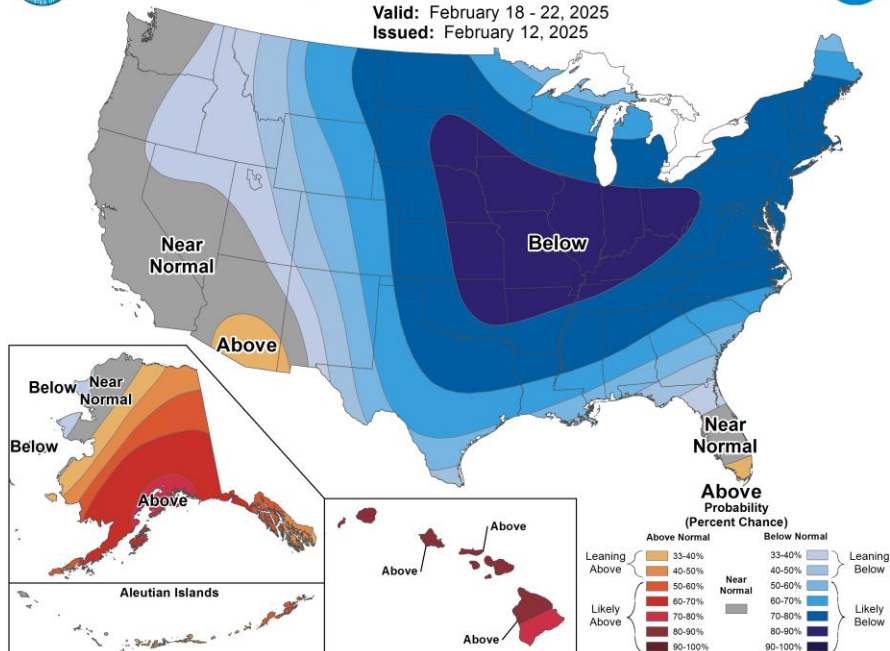 Valid: February 18 - 22, 2025
Issued: February 12, 2025
Near
Normal
Below
Above
Near
Normal
Above
Below
Near
Normal
Below
Above
Aleutian Islands
Above
Above
Above
Probability
(Percent Chance)
Above Normal
Below Normal
Leaning
Above
33-40%
40-50%
Likely
Above
50-60%
60-70%
70-80%
80-90%
90-100%
Near
Normal
33-40%
40-50%
Leaning
Below
50-60%
60-70%
70-80%
80-90%
90-100%
Likely
Below